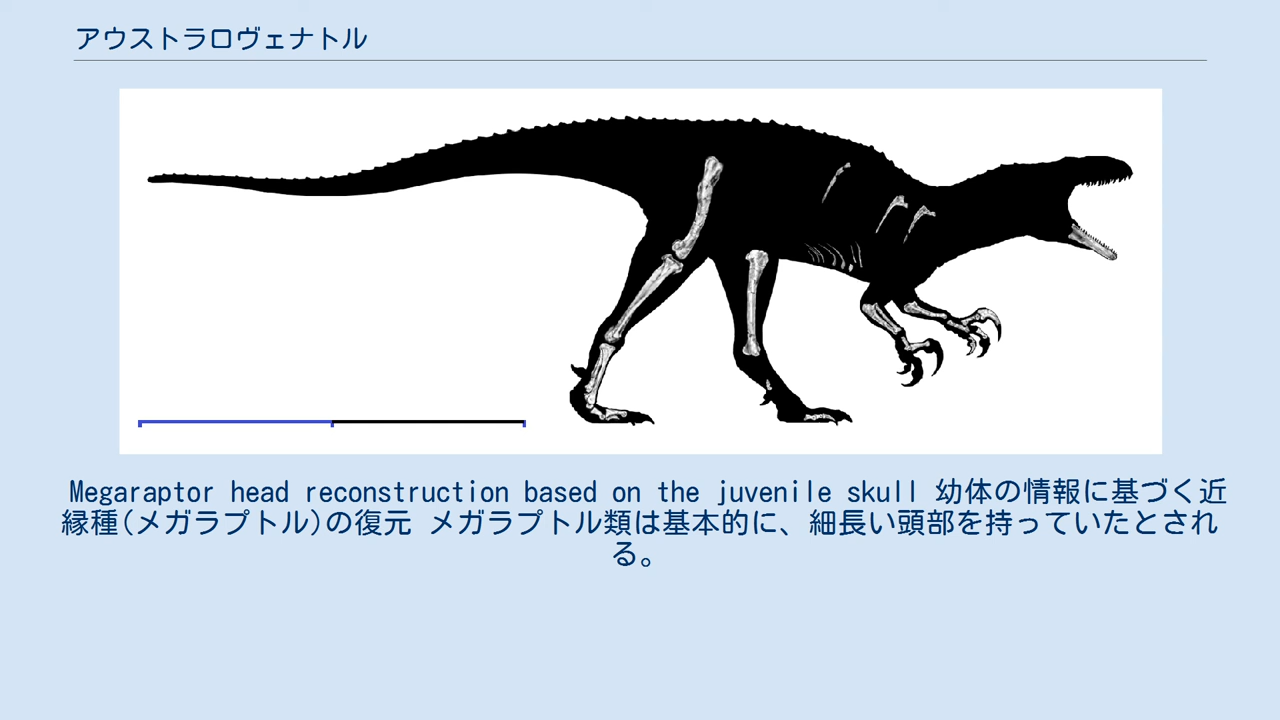 アウストラロヴェナトル
Megaraptor head reconstruction based on the juvenile skull 幼体の情報に基づく近
縁種(メガラプトル)の復元 メガラプトル類は基本的に、細長い頭部を持っていたとされ
る。